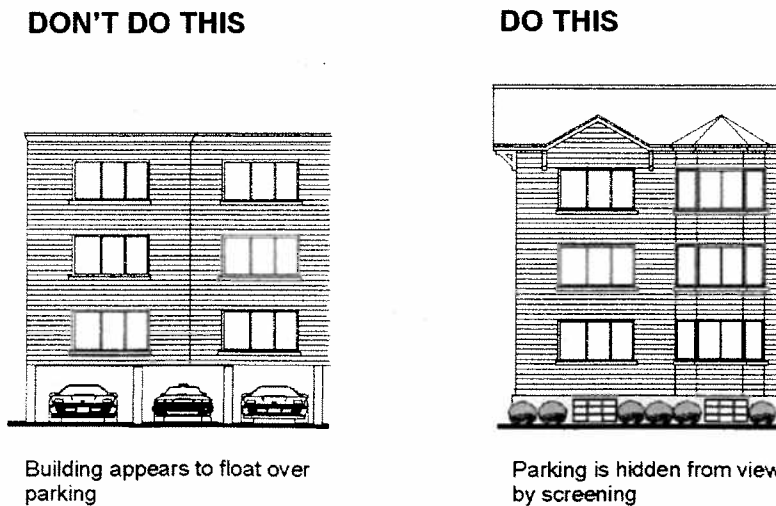 DON'T DO THIS
DO THIS
Building appears to float over
parking
Parking is hidden from view
by screening